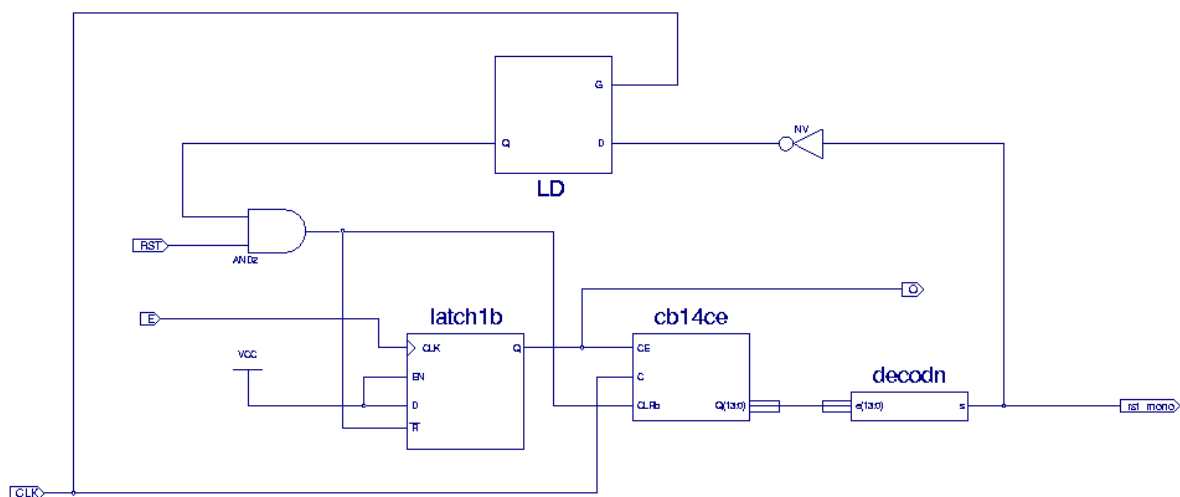 G
NV
Q
D
LD
RST
AND2
O
E
latch1b
cb14ce
CLK
Q
CE
VCC
EN
C
decodn
D
CLRb
Q(13:0)
e(13:0)
s
rst_mono
R
CLK